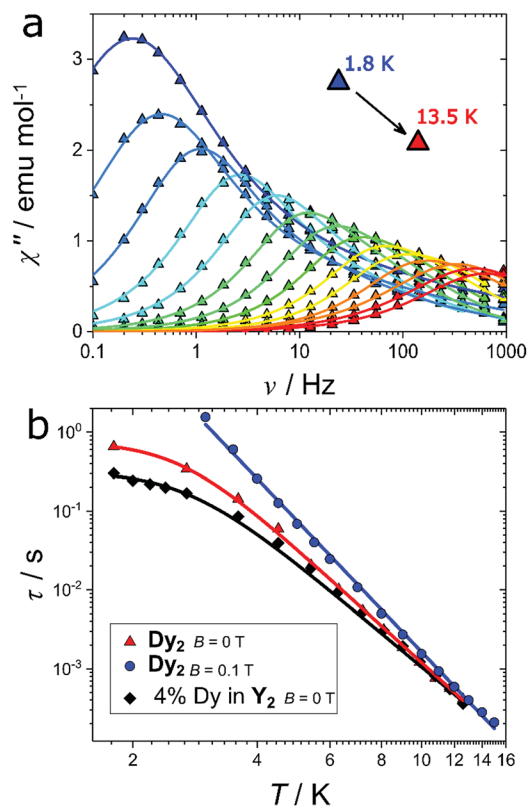 a
1.8 K
13.5 K
3
2
1
0
χ'' / emu mol⁻¹
0.1 1 10 100 1000
ν / Hz
b
10⁰
10⁻¹
10⁻²
10⁻³
τ / s
Dy₂ B = 0 T
Dy₂ B = 0.1 T
4% Dy in Y₂ B = 0 T
2 4 6 8 10 12 14 16
T / K